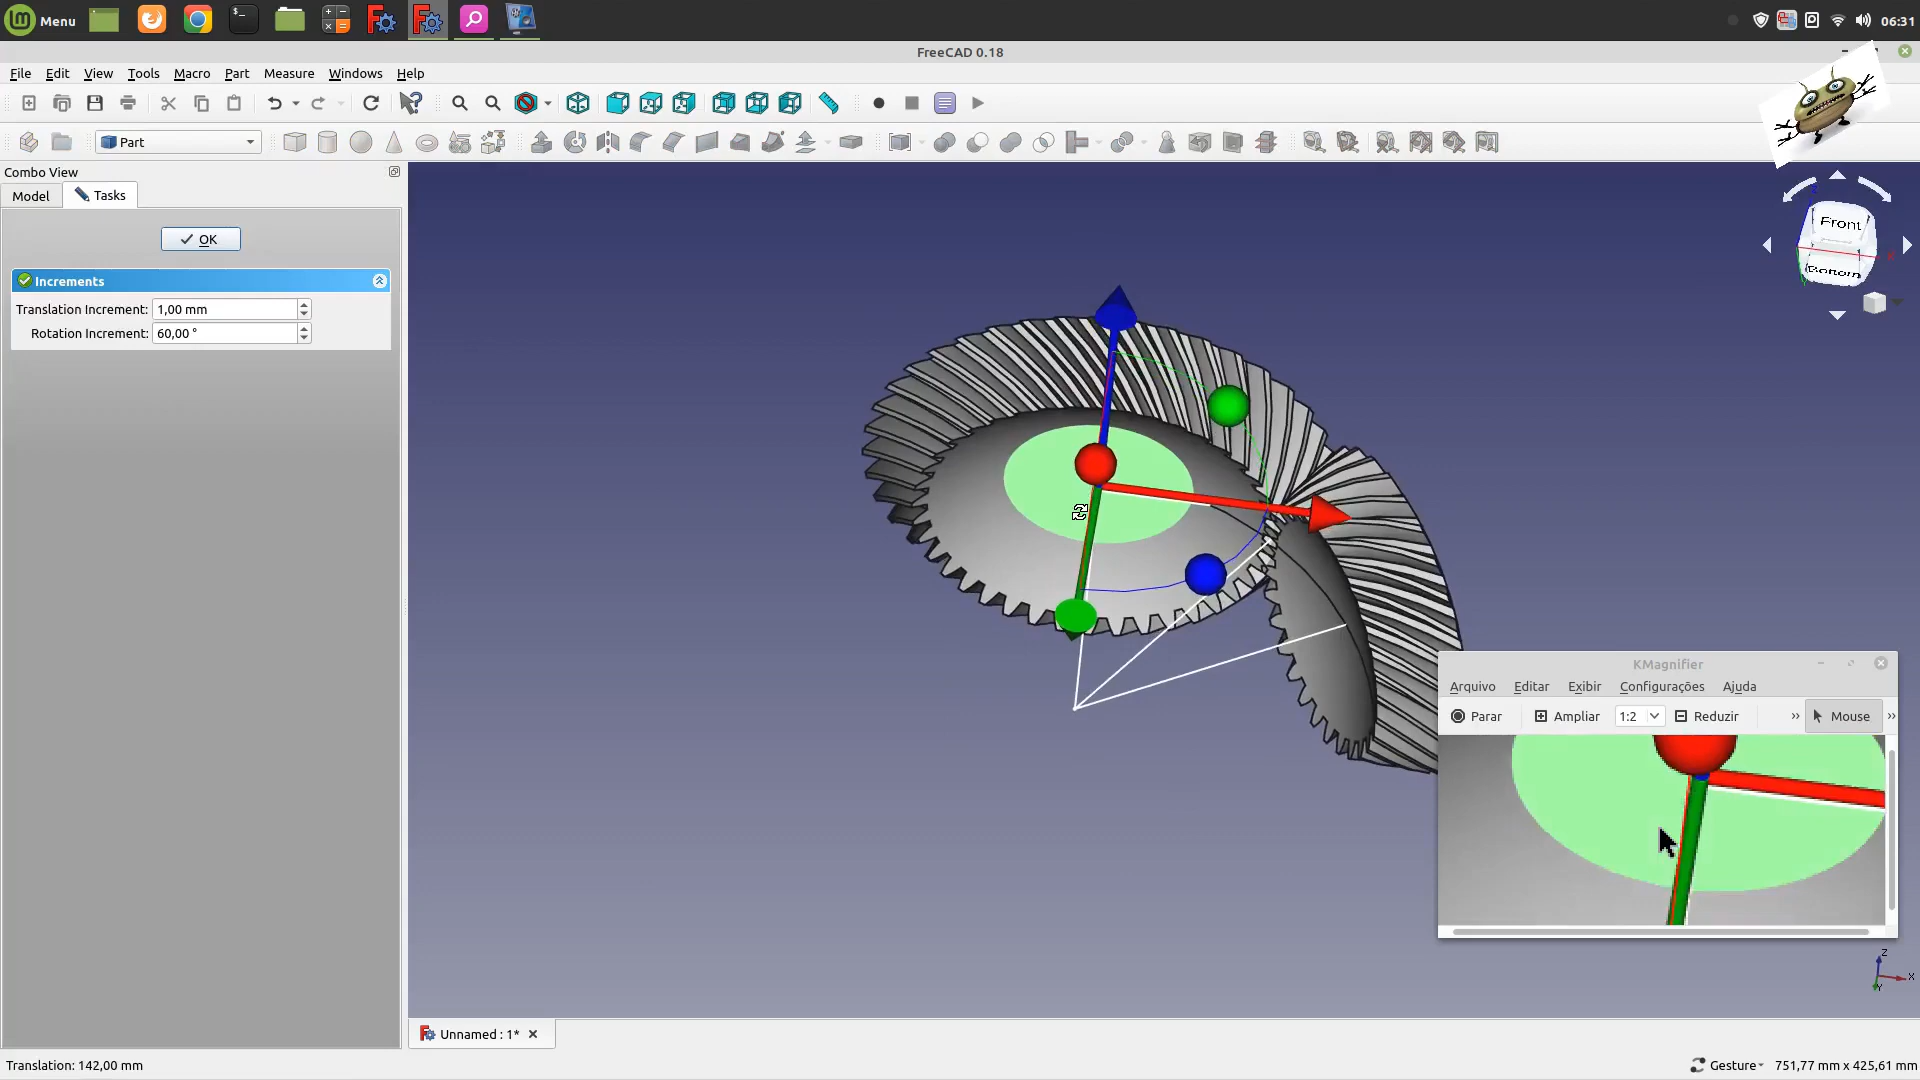 Menu
06:31
FreeCAD 0.18
File Edit View Tools Macro Part Measure Windows Help
Part
Combo View
Model Tasks
OK
Increments
Translation Increment: 1,00 mm
Rotation Increment: 60,00 °
Front
Bottom
KMagnifier
Arquivo Editar Exibir Configurações Ajuda
Parar Ampliar 1:2 Reduzir » Mouse »
Z
X
Y
Unnamed : 1*
Translation: 142,00 mm
Gesture 751,77 mm x 425,61 mm